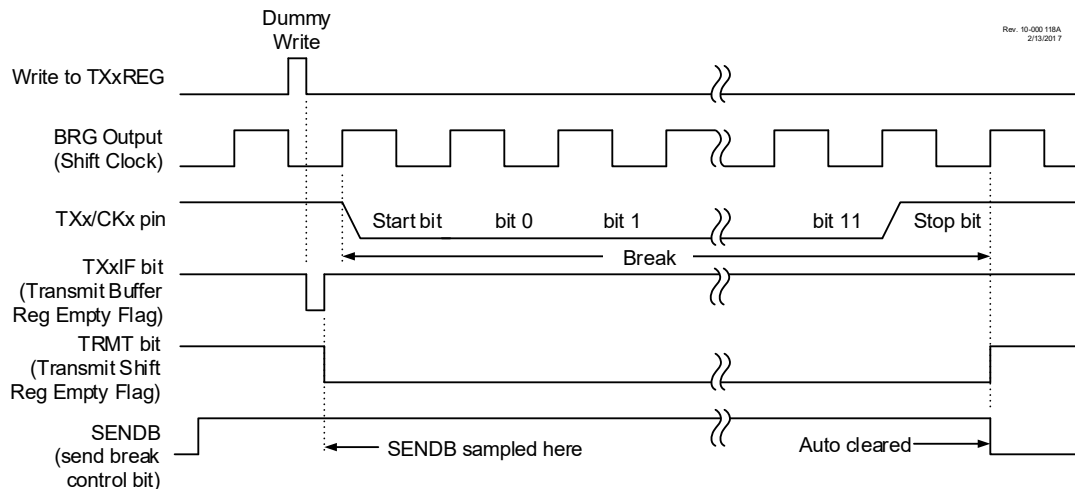 Dummy
Write
Rev. 10-000 118A
2/13/201 7
Write to TXxREG
BRG Output
(Shift Clock)
TXx/CKx pin
Start bit
bit 0
bit 1
bit 11
Stop bit
Break
TXxIF bit
(Transmit Buffer
Reg Empty Flag)
TRMT bit
(Transmit Shift
Reg Empty Flag)
SENDB
(send break
control bit)
SENDB sampled here
Auto cleared